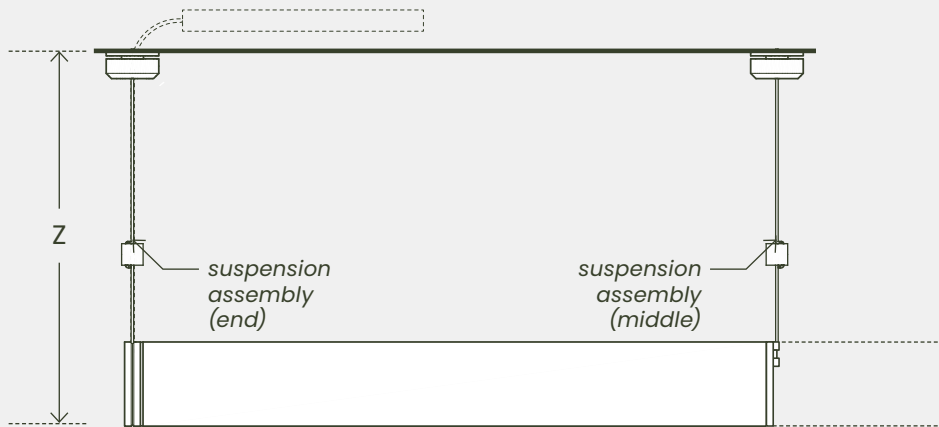 Z
suspension
assembly
(end)
suspension
assembly
(middle)